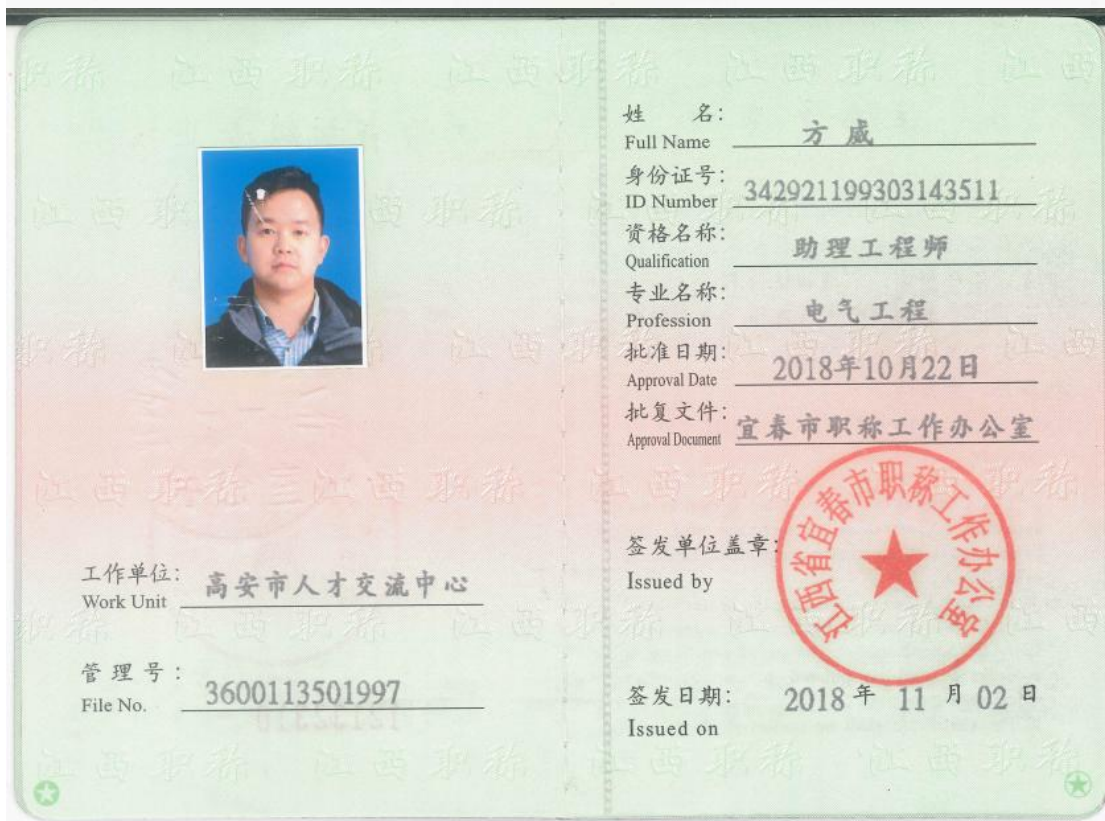 工作单位: 高安市人才交流中心
Work Unit
管理号: 3600113501997
File No.
姓名: 方威
Full Name
身份证号: 342921199303143511
ID Number
资格名称: 助理工程师
Qualification
专业名称: 电气工程
Profession
批准日期: 2018年10月22日
Approval Date
批复文件: 宜春市职称工作办公室
Approval Document
签发单位盖章:
Issued by
江西省宜春市职称工作办公室
签发日期: 2018年11月02日
Issued on
江西职称